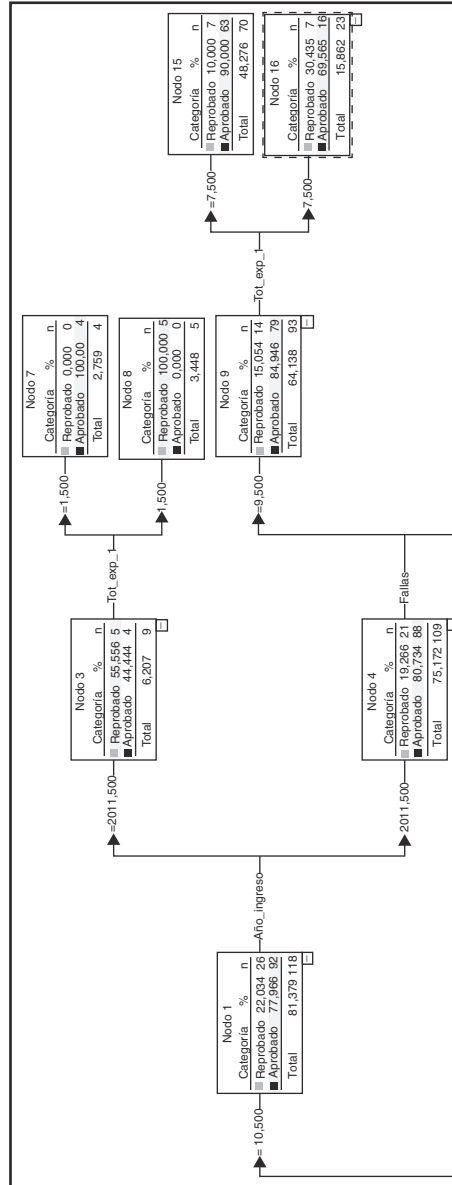 = 10,500
Nodo 1
Categoría % n
Reprobado 22,034 26
Aprobado 77,966 92
Total 81,379 118
Año_ingreso
=2011,500
Nodo 3
Categoría % n
Reprobado 55,556 5
Aprobado 44,444 4
Total 6,207 9
Tot_exp_1
=1,500
Nodo 7
Categoría % n
Reprobado 0,000 0
Aprobado 100,00 4
Total 2,759 4
1,500
Nodo 8
Categoría % n
Reprobado 100,000 5
Aprobado 0,000 0
Total 3,448 5
2011,500
Nodo 4
Categoría % n
Reprobado 19,266 21
Aprobado 80,734 88
Total 75,172 109
Fallas
=9,500
Nodo 9
Categoría % n
Reprobado 15,054 14
Aprobado 84,946 79
Total 64,138 93
Tot_exp_1
=7,500
Nodo 15
Categoría % n
Reprobado 10,000 7
Aprobado 90,000 63
Total 48,276 70
7,500
Nodo 16
Categoría % n
Reprobado 30,435 7
Aprobado 69,565 16
Total 15,862 23